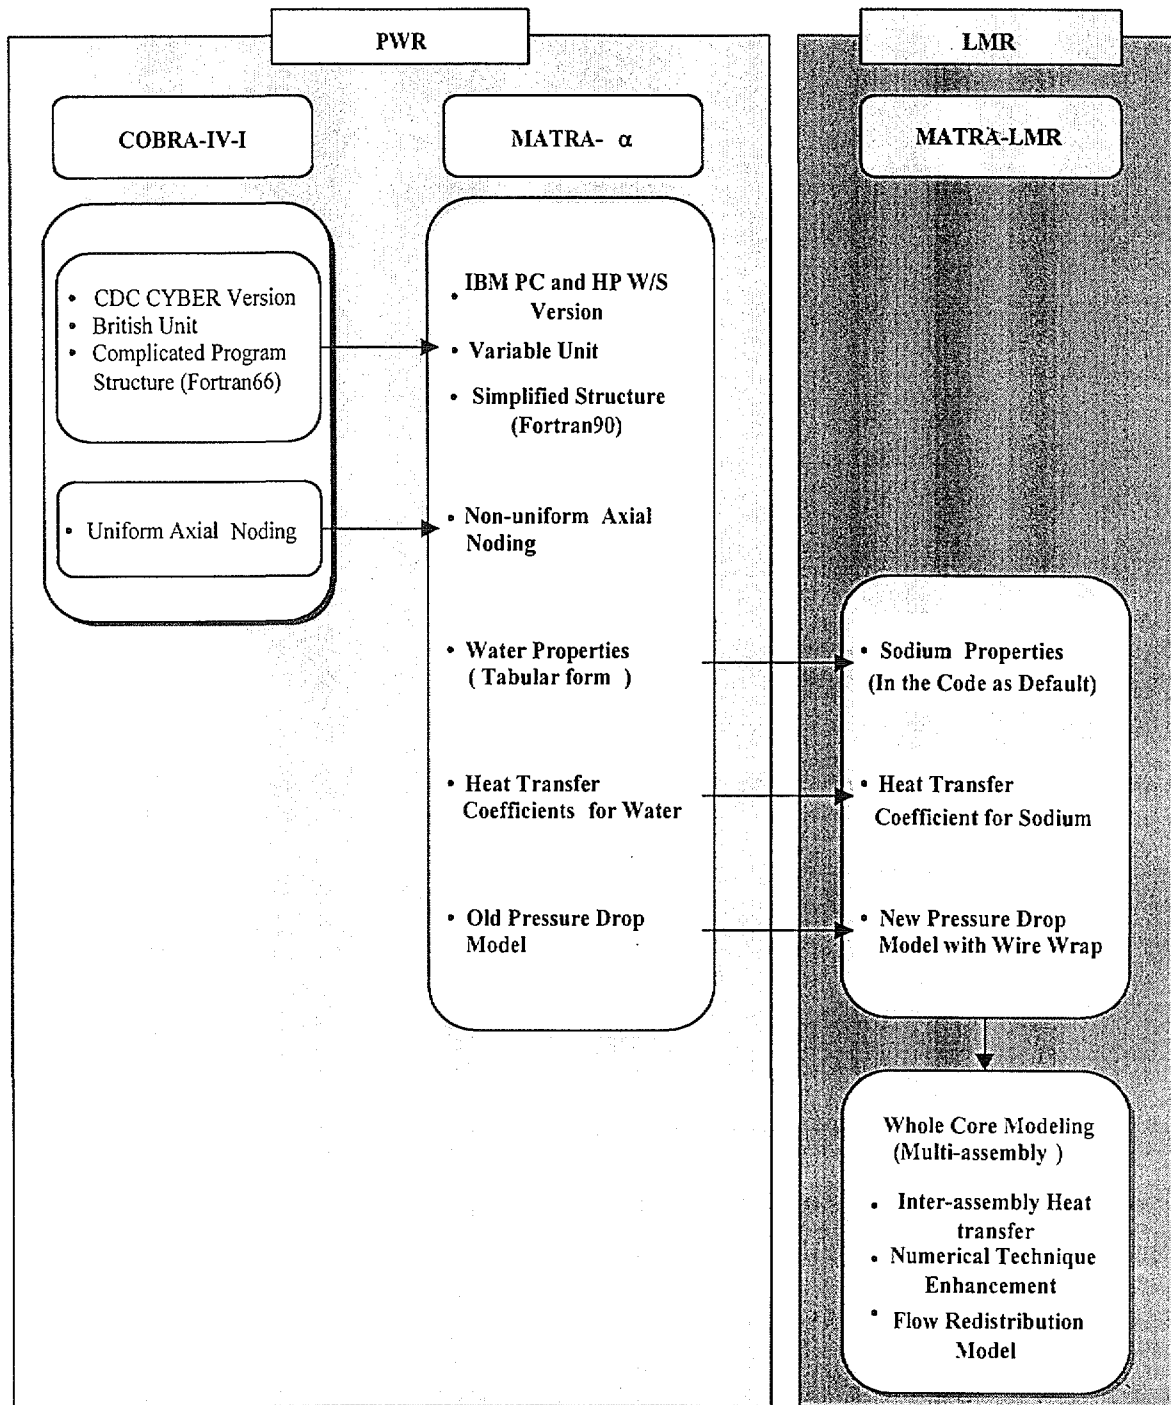 PWR
LMR
COBRA-IV-I
MATRA- α
MATRA-LMR
• CDC CYBER Version
• British Unit
• Complicated Program
Structure (Fortran66)
• Uniform Axial Noding
• IBM PC and HP W/S
Version
• Variable Unit
• Simplified Structure
(Fortran90)
• Non-uniform Axial
Noding
• Water Properties
( Tabular form )
• Heat Transfer
Coefficients for Water
• Old Pressure Drop
Model
• Sodium Properties
(In the Code as Default)
• Heat Transfer
Coefficient for Sodium
• New Pressure Drop
Model with Wire Wrap
Whole Core Modeling
(Multi-assembly )
• Inter-assembly Heat
transfer
• Numerical Technique
Enhancement
• Flow Redistribution
Model